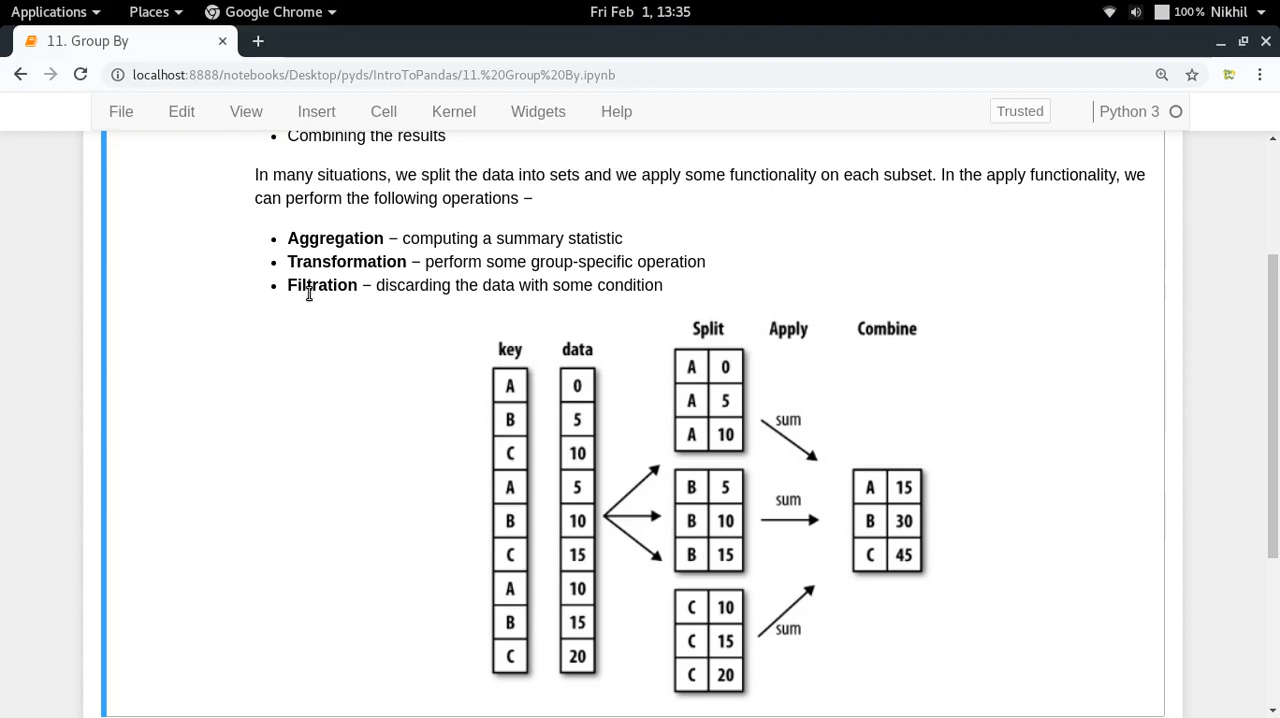 Applications Places Google Chrome Fri Feb 1, 13:35 100% Nikhil
11. Group By
localhost:8888/notebooks/Desktop/pyds/IntroToPandas/11.%20Group%20By.ipynb
File Edit View Insert Cell Kernel Widgets Help Trusted Python 3
• Combining the results
In many situations, we split the data into sets and we apply some functionality on each subset. In the apply functionality, we
can perform the following operations −
• Aggregation − computing a summary statistic
• Transformation − perform some group-specific operation
• Filtration − discarding the data with some condition
Split Apply Combine
key data
A 0
B 5
C 10
A 5
B 10
C 15
A 10
B 15
C 20
A 0
A 5
A 10
B 5
B 10
B 15
C 10
C 15
C 20
sum
sum
sum
A 15
B 30
C 45